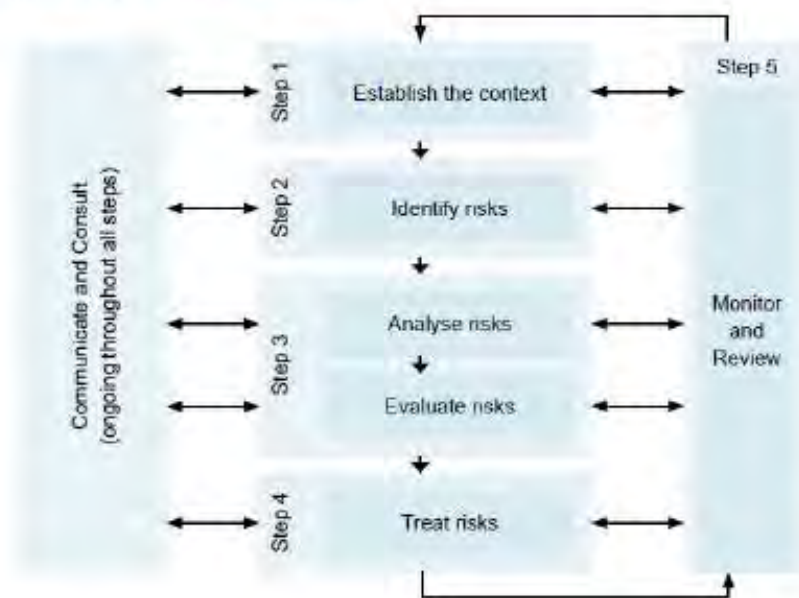 Communicate and Consult
(ongoing throughout all steps)
Step 1
Establish the context
Step 2
Identify risks
Step 3
Analyse risks
Evaluate risks
Step 4
Treat risks
Step 5
Monitor
and
Review